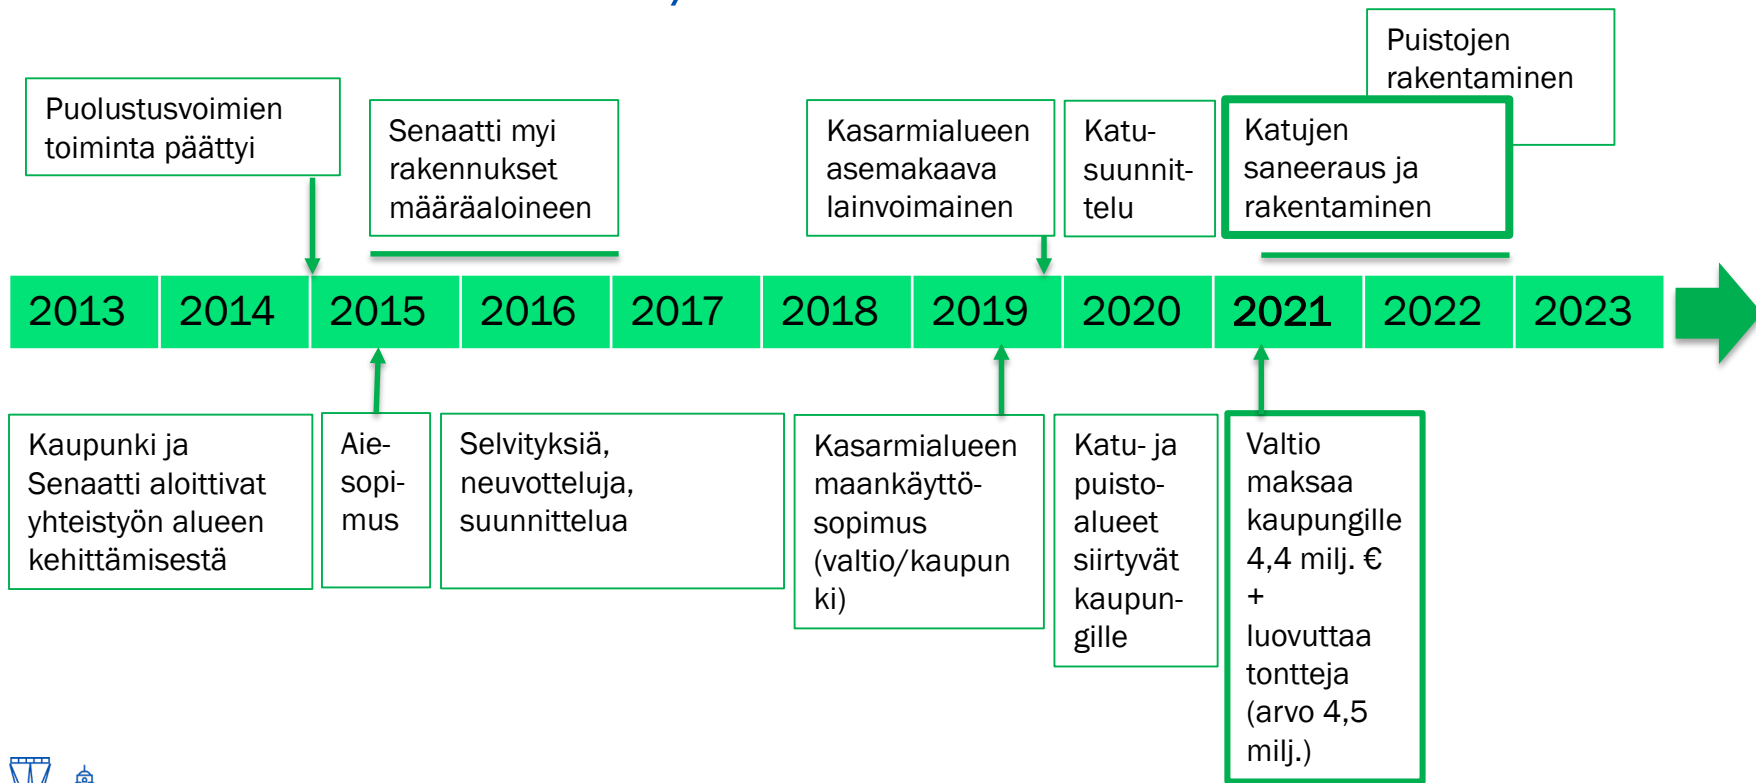 Puolustusvoimien
toiminta päättyi
Senaatti myi
rakennukset
määräaloineen
Kasarmialueen
asemakaava
lainvoimainen
Katu-
suunnit-
telu
Puistojen
rakentaminen
Katujen
saneeraus ja
rakentaminen
2013 2014 2015 2016 2017 2018 2019 2020 2021 2022 2023
Kaupunki ja
Senaatti aloittivat
yhteistyön alueen
kehittämisestä
Aie-
sopi-
mus
Selvityksiä,
neuvotteluja,
suunnittelua
Kasarmialueen
maankäyttö-
sopimus
(valtio/kaupun
ki)
Katu- ja
puisto-
alueet
siirtyvät
kaupun-
gille
Valtio
maksaa
kaupungille
4,4 milj. €
+
luovuttaa
tontteja
(arvo 4,5
milj.)